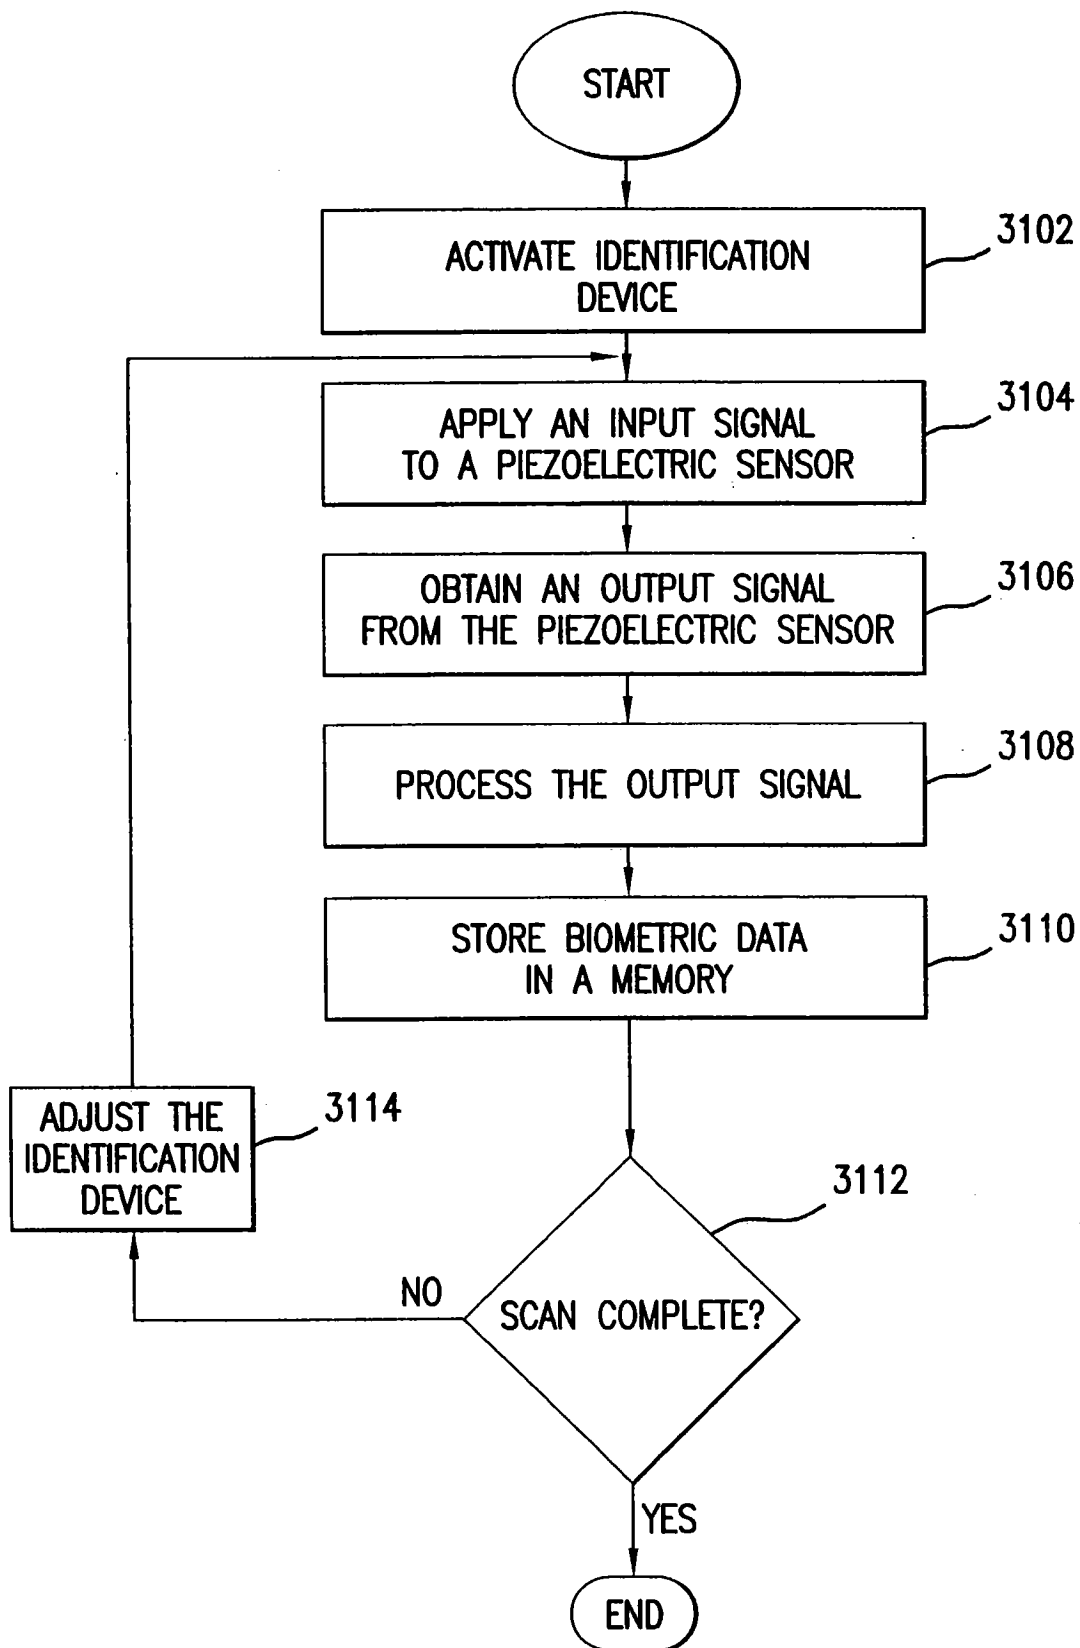 START
ACTIVATE IDENTIFICATION
DEVICE
3102
APPLY AN INPUT SIGNAL
TO A PIEZOELECTRIC SENSOR
3104
OBTAIN AN OUTPUT SIGNAL
FROM THE PIEZOELECTRIC SENSOR
3106
PROCESS THE OUTPUT SIGNAL
3108
STORE BIOMETRIC DATA
IN A MEMORY
3110
ADJUST THE
IDENTIFICATION
DEVICE
3114
3112
SCAN COMPLETE?
NO
YES
END